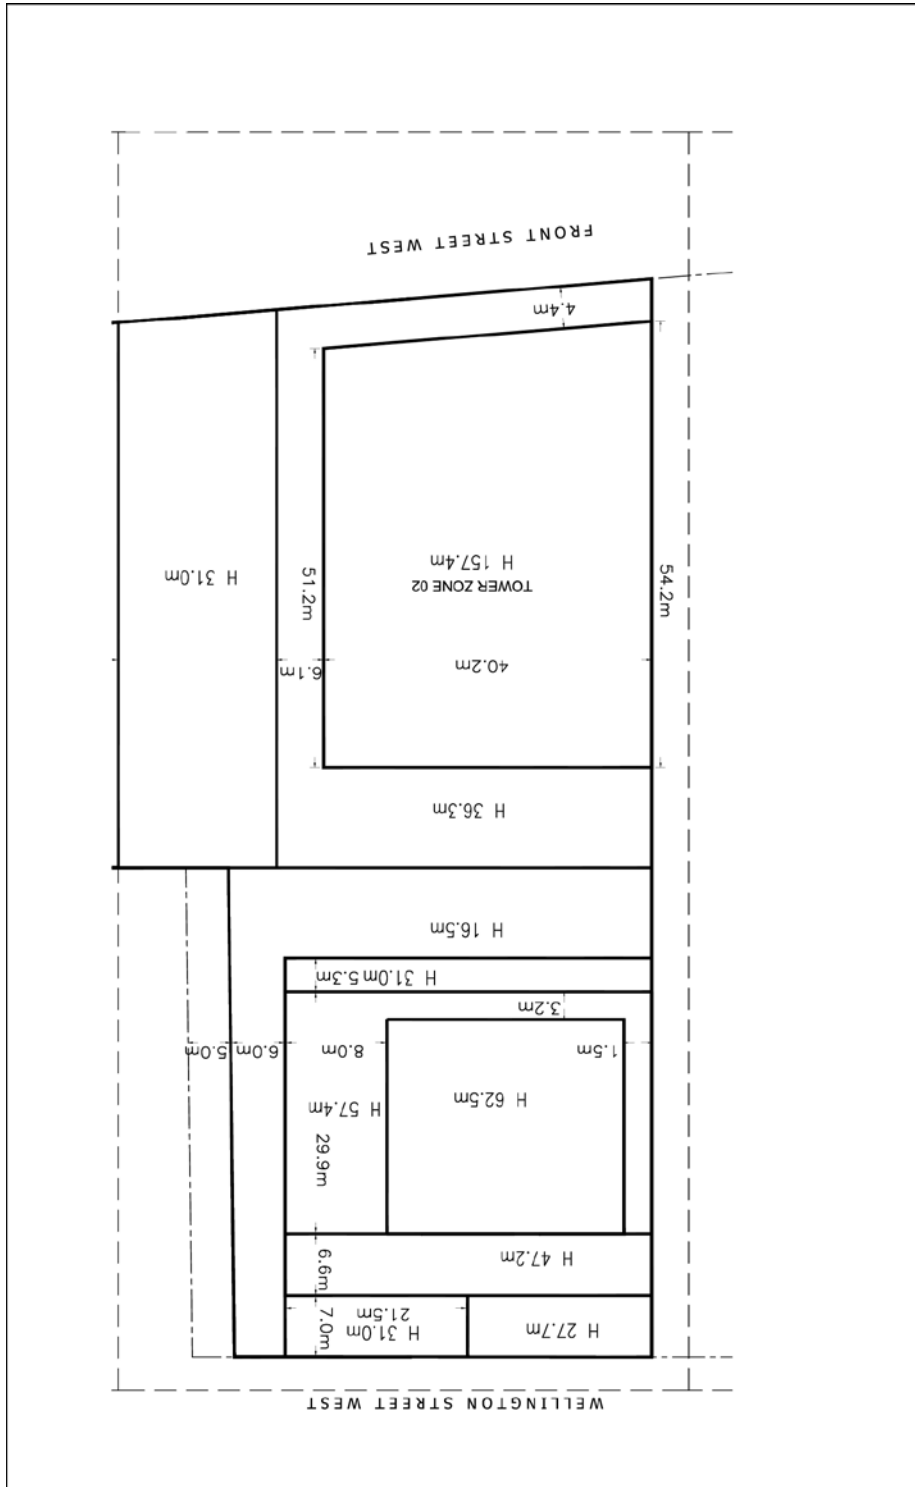 WELLINGTON STREET WEST
H 27.7m
H 31.0m
21.5m
7.0m
H 47.2m
6.6m
29.9m
H 57.4m
H 62.5m
1.5m
8.0m
6.0m
5.0m
3.2m
H 31.0m
5.3m
H 16.5m
H 36.3m
40.2m
6.1m
TOWER ZONE 02
H 157.4m
51.2m
54.2m
H 31.0m
4.4m
FRONT STREET WEST